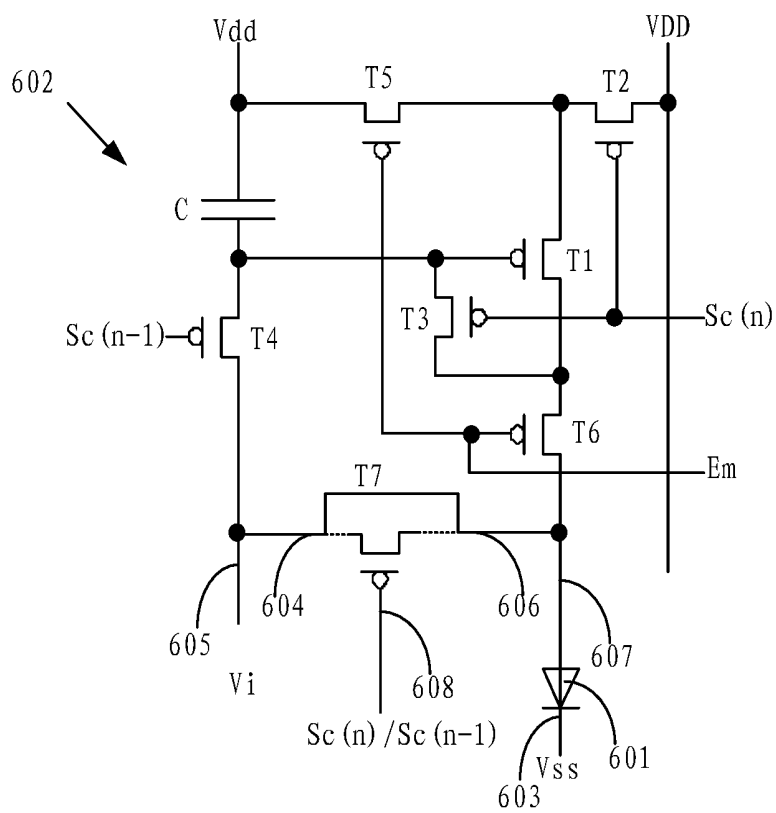 Vdd
VDD
602
T5
T2
C
T1
T3
Sc(n)
Sc(n-1)
T4
T6
T7
Em
604
606
605
607
608
Vi
Sc(n)/Sc(n-1)
601
Vss
603